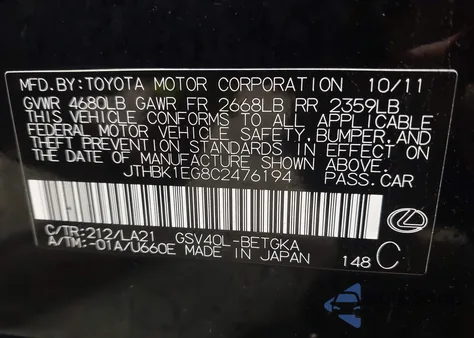 MFD.BY:TOYOTA MOTOR CORPORATION 10/11
GVWR 4680LB GAWR FR 2668LB RR 2359LB
THIS VEHICLE CONFORMS TO ALL APPLICABLE
FEDERAL MOTOR VEHICLE SAFETY,BUMPER,AND
THEFT PREVENTION STANDARDS IN EFFECT ON
THE DATE OF MANUFACTURE SHOWN ABOVE.
JTHBK1EG8C2476194 PASS.CAR
C/TR:212/LA21 GSV40L-BETGKA
A/TM:-01A/U660E MADE IN JAPAN 148 C